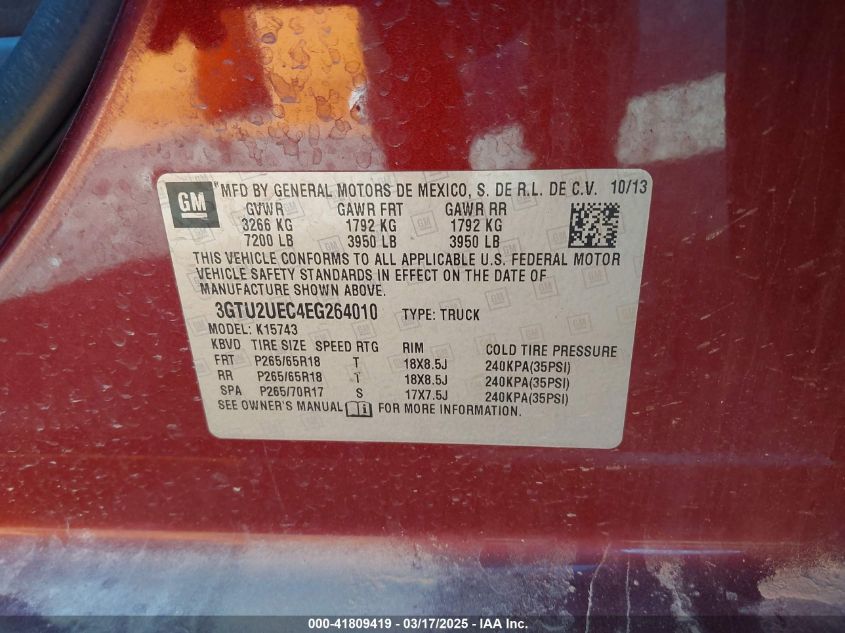 GM
MFD BY GENERAL MOTORS DE MEXICO, S. DE R.L. DE C.V. 10/13
GVWR GAWR FRT GAWR RR
3266 KG 1792 KG 1792 KG
7200 LB 3950 LB 3950 LB
THIS VEHICLE CONFORMS TO ALL APPLICABLE U.S. FEDERAL MOTOR
VEHICLE SAFETY STANDARDS IN EFFECT ON THE DATE OF
MANUFACTURE SHOWN ABOVE.
3GTU2UEC4EG264010 TYPE: TRUCK
MODEL: K15743
KBVD TIRE SIZE SPEED RTG RIM COLD TIRE PRESSURE
FRT P265/65R18 T 18X8.5J 240KPA(35PSI)
RR P265/65R18 T 18X8.5J 240KPA(35PSI)
SPA P265/70R17 S 17X7.5J 240KPA(35PSI)
SEE OWNER'S MANUAL FOR MORE INFORMATION.
000-41809419 - 03/17/2025 - 1 - IAA, Inc.